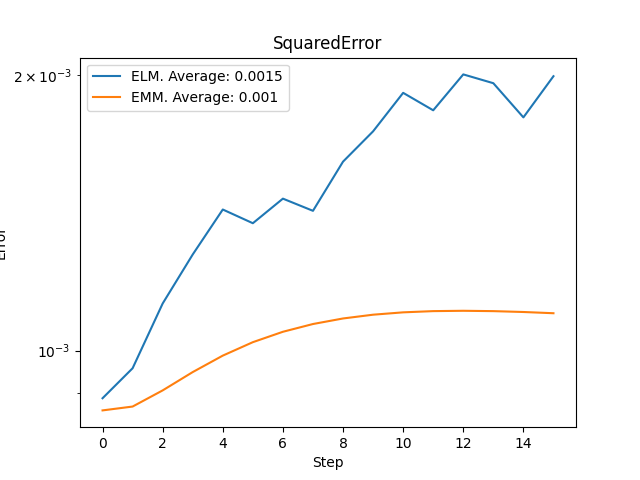 SquaredError
2 × 10⁻³
ELM. Average: 0.0015
EMM. Average: 0.001
Error
10⁻³
0 2 4 6 8 10 12 14
Step